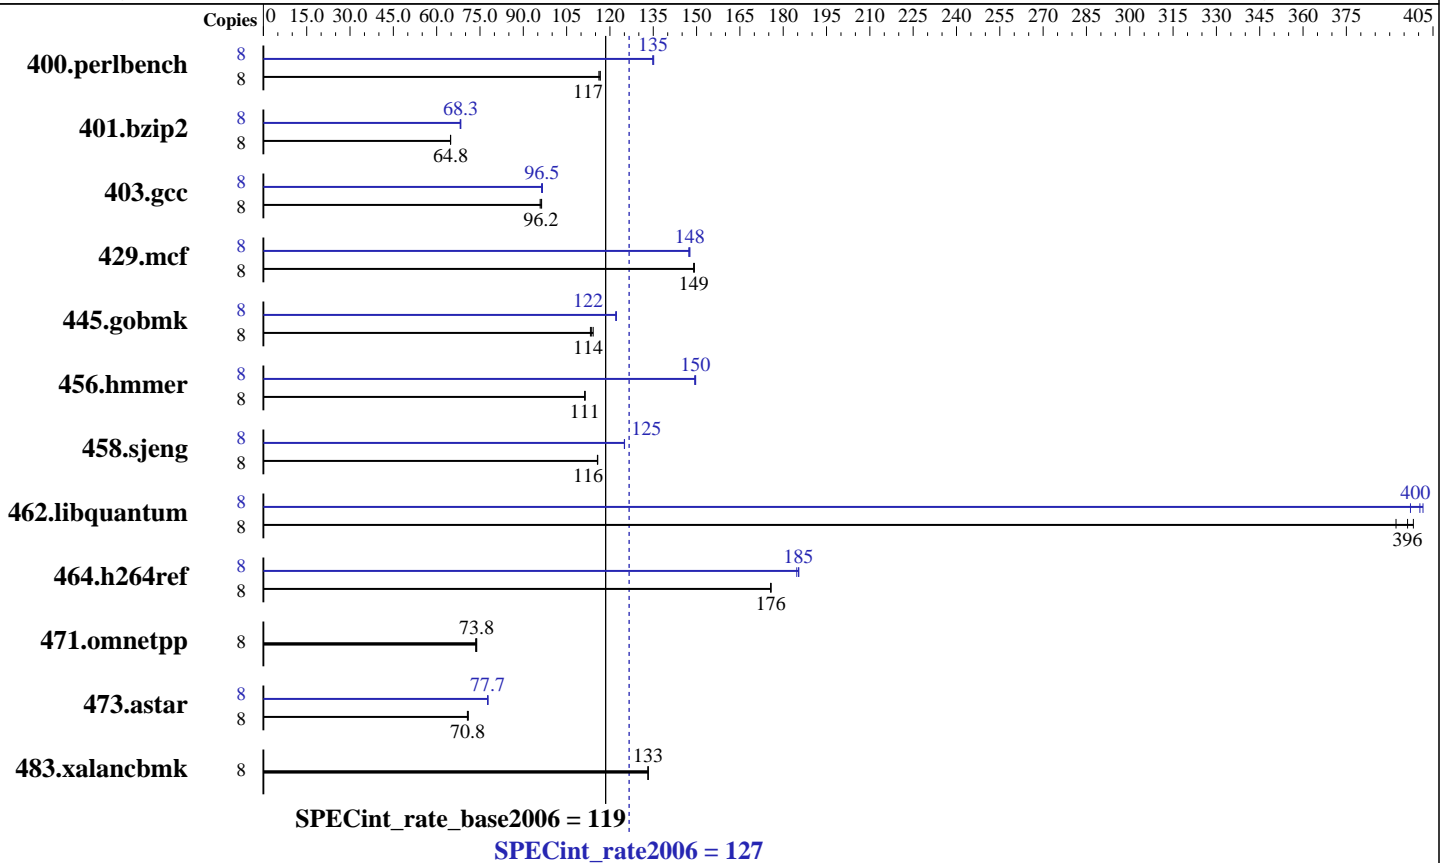 Copies 0 15.0 30.0 45.0 60.0 75.0 90.0 105 120 135 150 165 180 195 210 225 240 255 270 285 300 315 330 345 360 375 405
400.perlbench 8 135
8 117
401.bzip2 8 68.3
8 64.8
403.gcc 8 96.5
8 96.2
429.mcf 8 148
8 149
445.gobmk 8 122
8 114
456.hmmer 8 150
8 111
458.sjeng 8 125
8 116
462.libquantum 8 400
8 396
464.h264ref 8 185
8 176
471.omnetpp 8 73.8
473.astar 8 77.7
8 70.8
483.xalancbmk 8 133
SPECint_rate_base2006 = 119
SPECint_rate2006 = 127